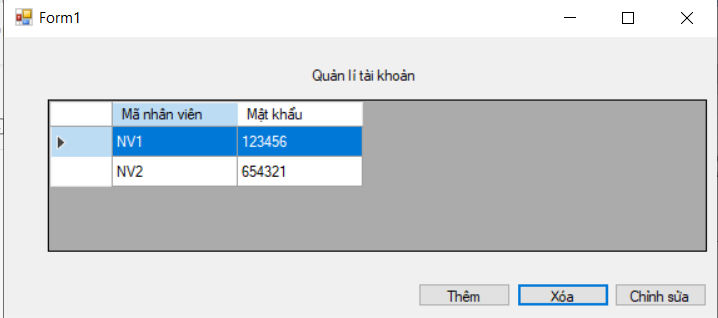 Form1
Quản lí tài khoản
Mã nhân viên Mật khẩu
NV1 123456
NV2 654321
Thêm Xóa Chỉnh sửa